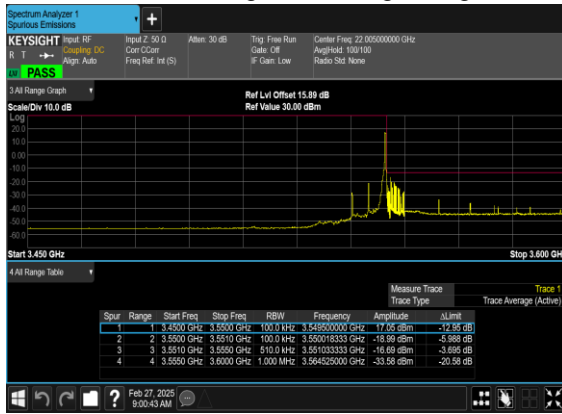 Spectrum Analyzer 1
Spurious Emissions
+
KEYSIGHT Input: RF Input Z: 50 Ω Atten: 30 dB Trig: Free Run Center Freq: 22.005000000 GHz
R T Coupling: DC Corr CCorr Gate: Off Avg|Hold: 100/100
Align: Auto Freq Ref: Int (S) IF Gain: Low Radio Std: None
PASS
3 All Range Graph
Ref Lvl Offset 15.89 dB
Scale/Div 10.0 dB Ref Value 30.00 dBm
Log
20.0
10.0
0.00
-10.0
-20.0
-30.0
-40.0
-50.0
-60.0
Start 3.450 GHz Stop 3.600 GHz
4 All Range Table
Measure Trace Trace 1
Trace Type Trace Average (Active)
Spur Range Start Freq Stop Freq RBW Frequency Amplitude ΔLimit
1 1 3.4500 GHz 3.5500 GHz 100.0 kHz 3.549500000 GHz 17.05 dBm -12.95 dB
2 2 3.5500 GHz 3.5510 GHz 100.0 kHz 3.550018333 GHz -18.99 dBm -5.988 dB
3 3 3.5510 GHz 3.5550 GHz 510.0 kHz 3.551033333 GHz -16.69 dBm -3.695 dB
4 4 3.5550 GHz 3.6000 GHz 1.000 MHz 3.564525000 GHz -33.58 dBm -20.58 dB
? Feb 27, 2025
9:00:43 AM